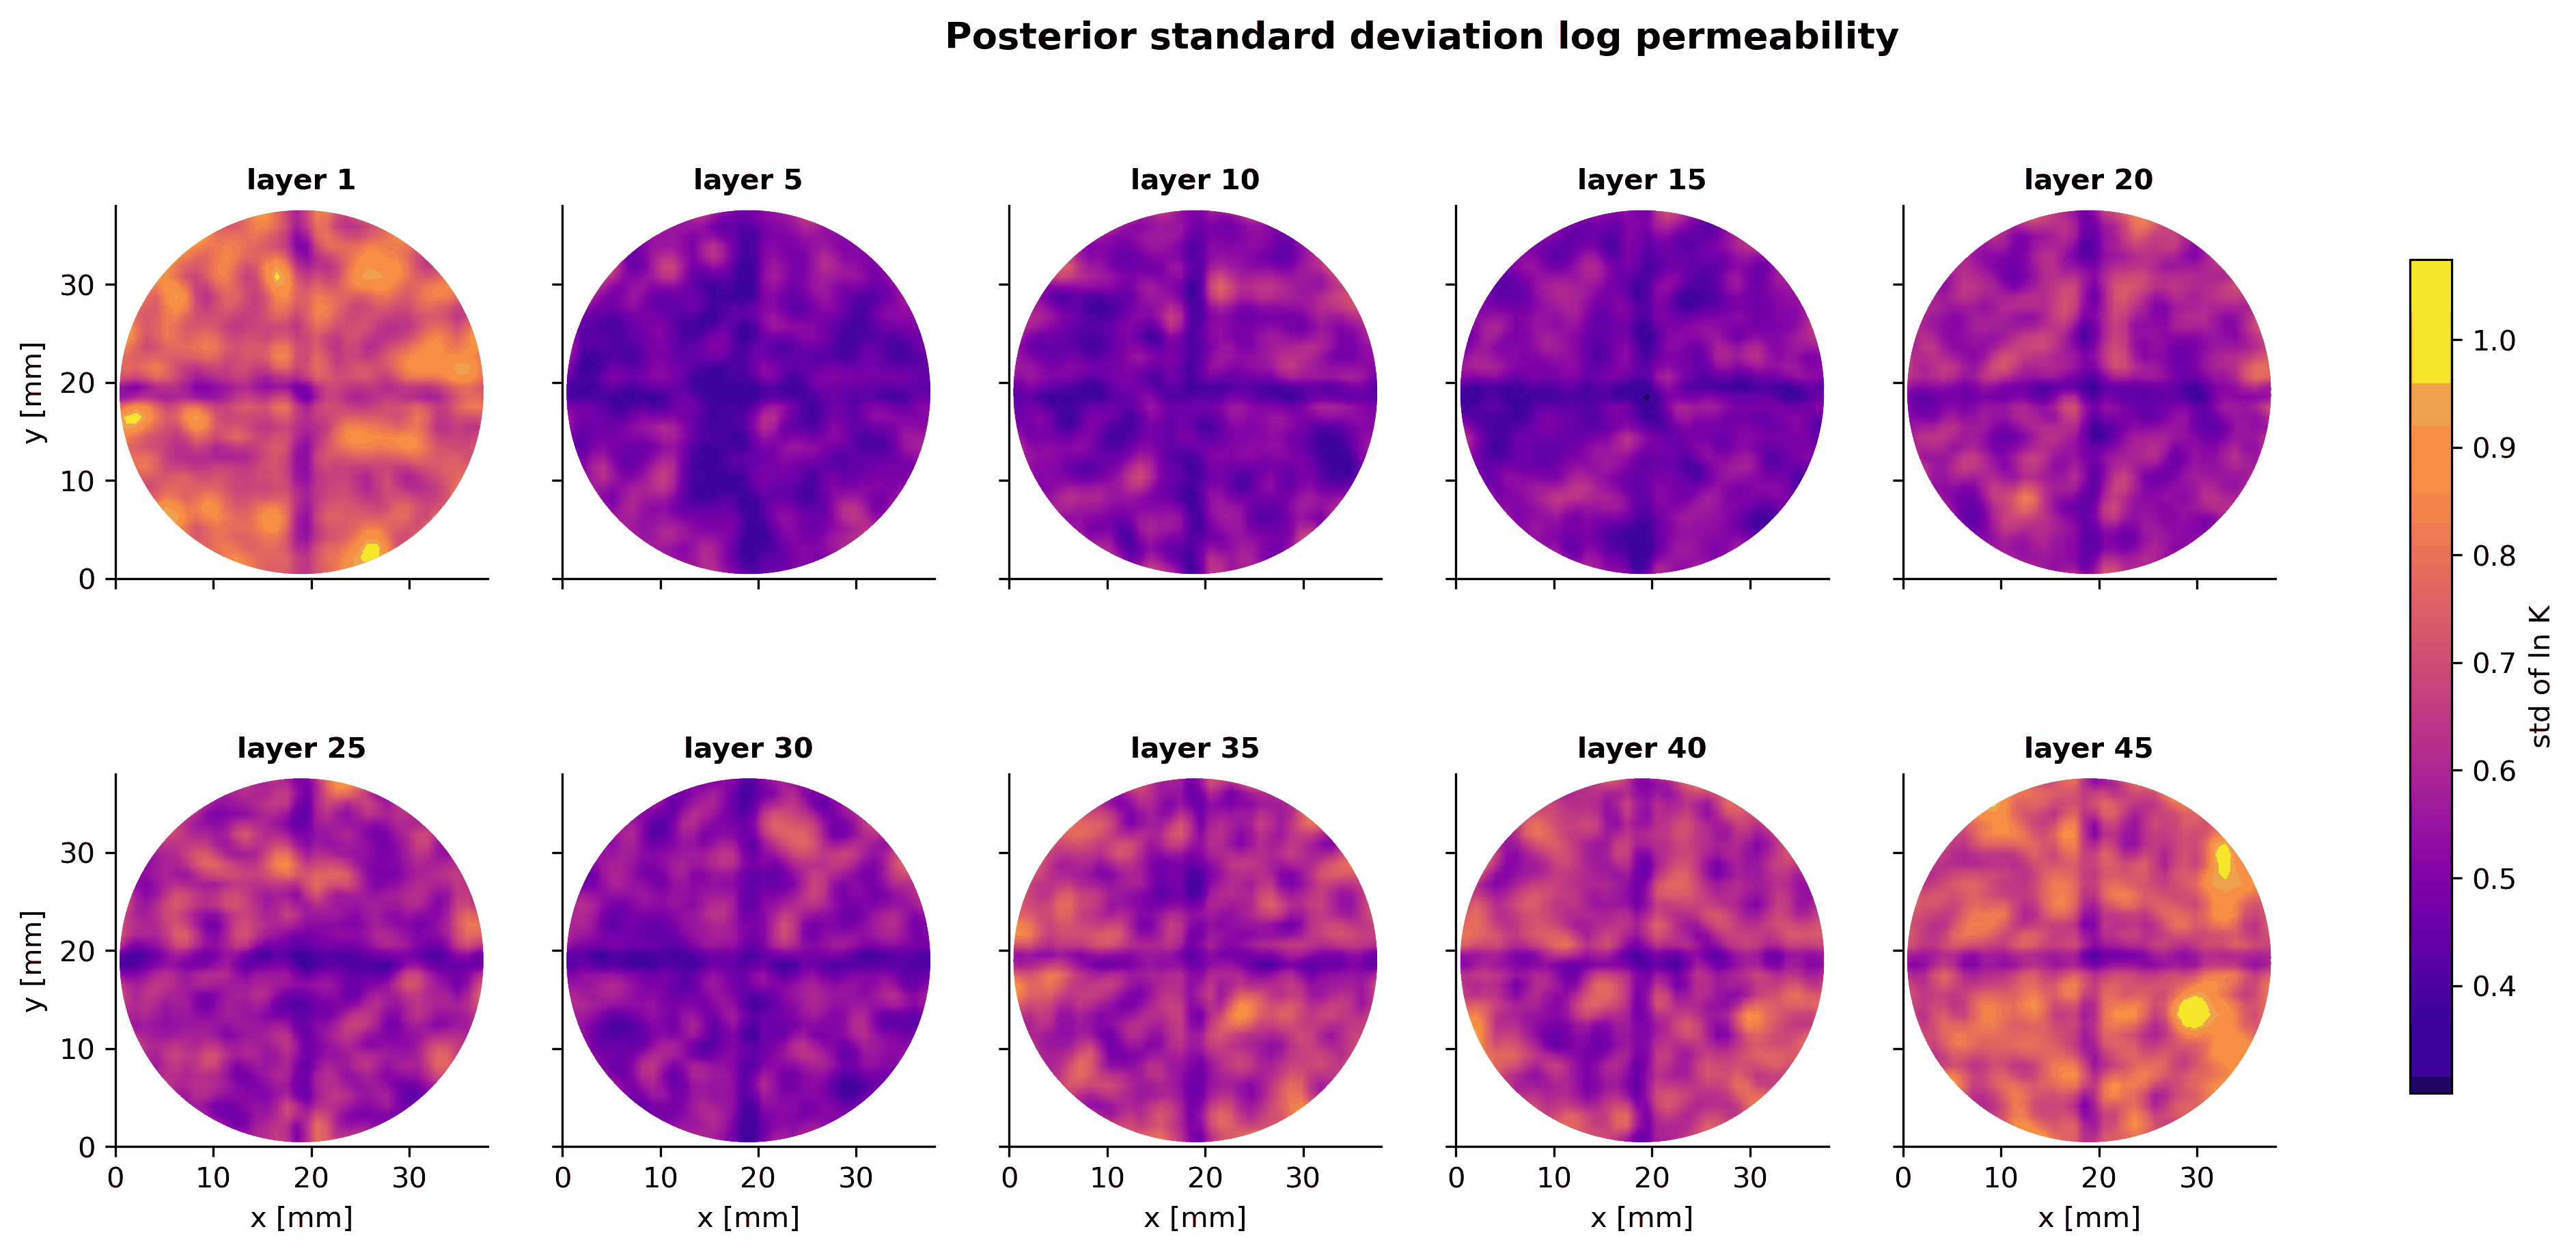 Posterior standard deviation log permeability
layer 1
layer 5
layer 10
layer 15
layer 20
y [mm]
30
20
10
0
layer 25
layer 30
layer 35
layer 40
layer 45
y [mm]
30
20
10
0
0 10 20 30
0 10 20 30
0 10 20 30
0 10 20 30
0 10 20 30
x [mm]
x [mm]
x [mm]
x [mm]
x [mm]
1.0
0.9
0.8
0.7
0.6
0.5
0.4
std of ln K